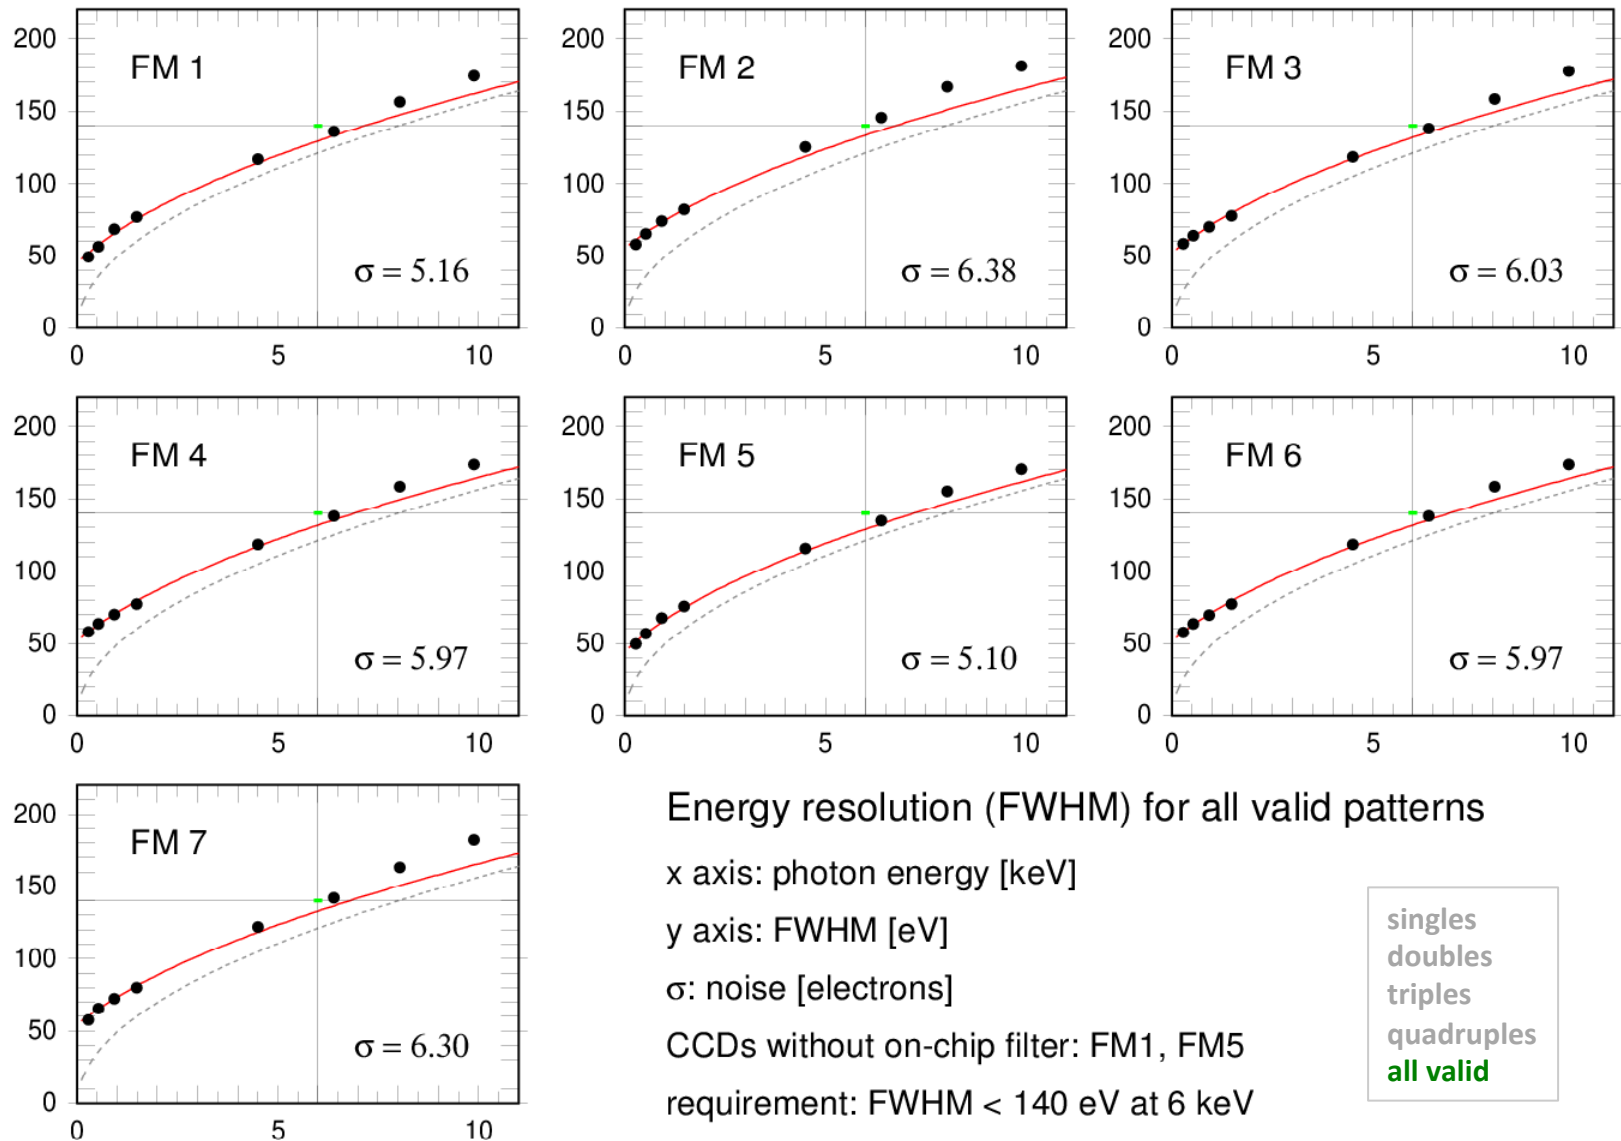 FM 1
200
150
100
50
0
0 5 10
σ = 5.16
FM 2
200
150
100
50
0
0 5 10
σ = 6.38
FM 3
200
150
100
50
0
0 5 10
σ = 6.03
FM 4
200
150
100
50
0
0 5 10
σ = 5.97
FM 5
200
150
100
50
0
0 5 10
σ = 5.10
FM 6
200
150
100
50
0
0 5 10
σ = 5.97
FM 7
200
150
100
50
0
0 5 10
σ = 6.30
Energy resolution (FWHM) for all valid patterns
x axis: photon energy [keV]
y axis: FWHM [eV]
σ: noise [electrons]
CCDs without on-chip filter: FM1, FM5
requirement: FWHM < 140 eV at 6 keV
singles
doubles
triples
quadruples
all valid